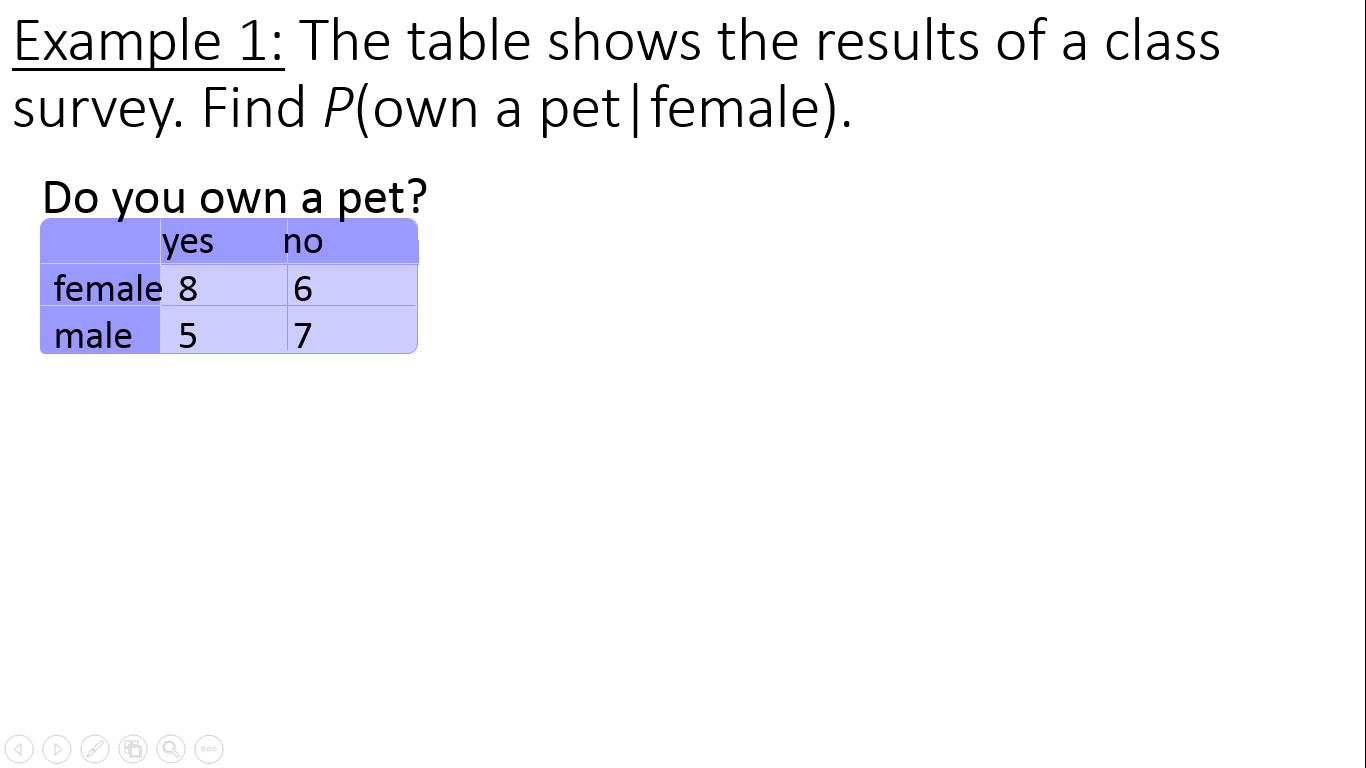 Example 1: The table shows the results of a class
survey. Find P(own a pet|female).
Do you own a pet?
yes no
female 8 6
male 5 7